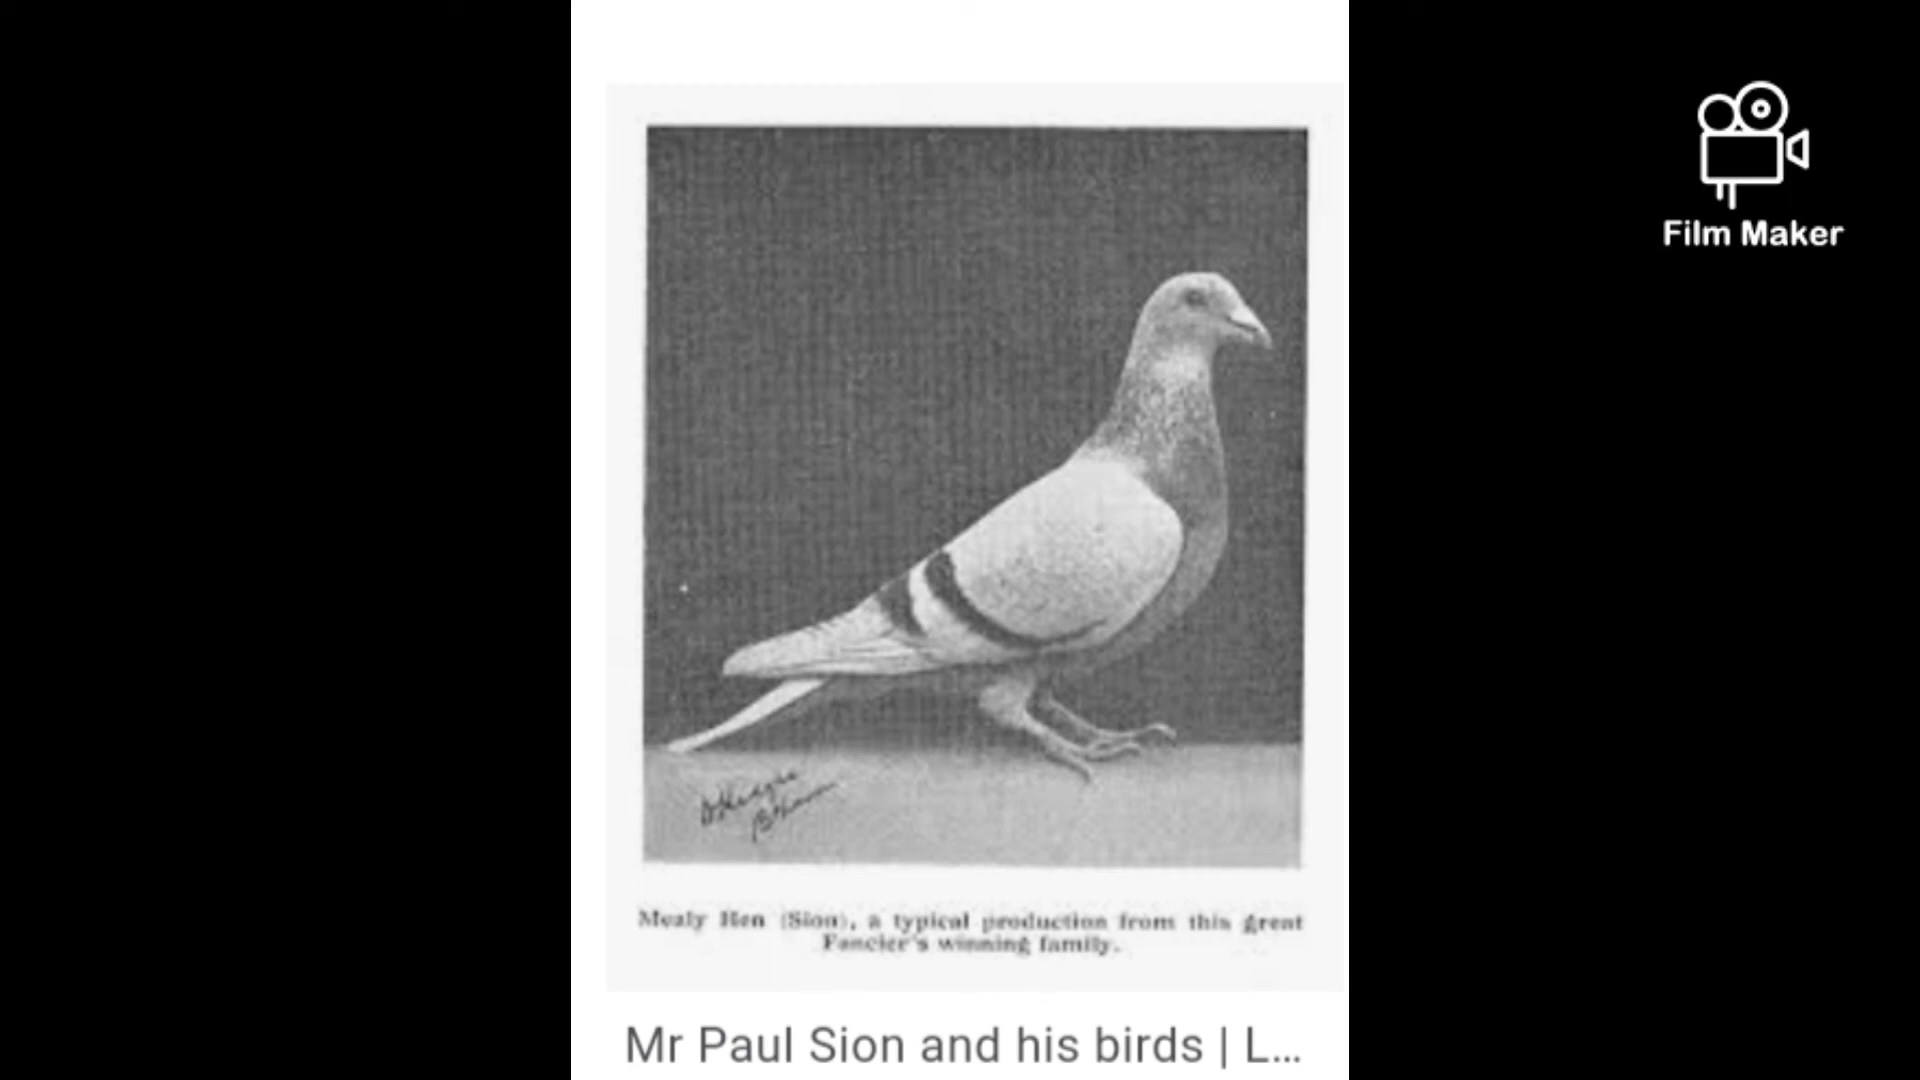 Film Maker
Mealy Hen (Sion), a typical production from this great
Fancier's winning family.
Mr Paul Sion and his birds | L...